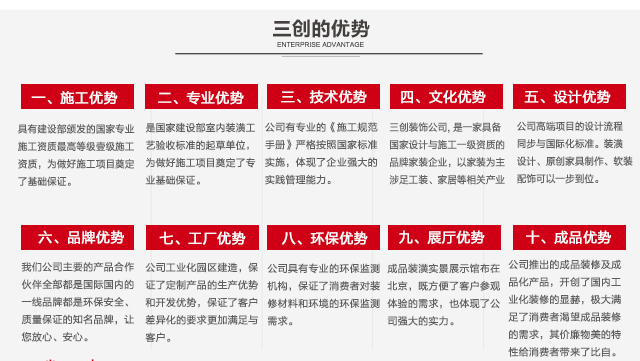 三创的优势
ENTERPRISE ADVANTAGE
一、施工优势
具有建设部颁发的国家专业
施工资质最高等级壹级施工
资质，为做好施工项目奠定
了基础保证。
二、专业优势
是国家建设部室内装潢工
艺验收标准的起草单位，
为做好施工项目奠定了专
业基础保证。
三、技术优势
公司有专业的《施工规范
手册》严格按照国家标准
实施，体现了企业强大的
实践管理能力。
四、文化优势
三创装饰公司, 是一家具备
国家设计与施工一级资质的
品牌家装企业，以家装为主
涉足工装、家居等相关产业
五、设计优势
公司高端项目的设计流程
同步与国际化标准。装潢
设计、原创家具制作、软装
配饰可以一步到位。
六、品牌优势
我们公司主要的产品合作
伙伴全部都是国际国内的
一线品牌都是环保安全、
质量保证的知名品牌，让
您放心、安心。
七、工厂优势
公司工业化园区建造，保
证了定制产品的生产优势
和开发优势，保证了客户
差异化的要求更加满足与
客户。
八、环保优势
公司具有专业的环保监测
机构，保证了消费者对装
修材料和环境的环保监测
需求。
九、展厅优势
成品装潢实景展示馆布在
北京，既方便了客户参观
体验的需求，也体现了公
司强大的实力。
十、成品优势
公司推出的成品装修及成
品化产品，开创了国内工
业化装修的显赫，极大满
足了消费者渴望成品装修
的需求，其价廉物美的特
性给消费者带来了比自。